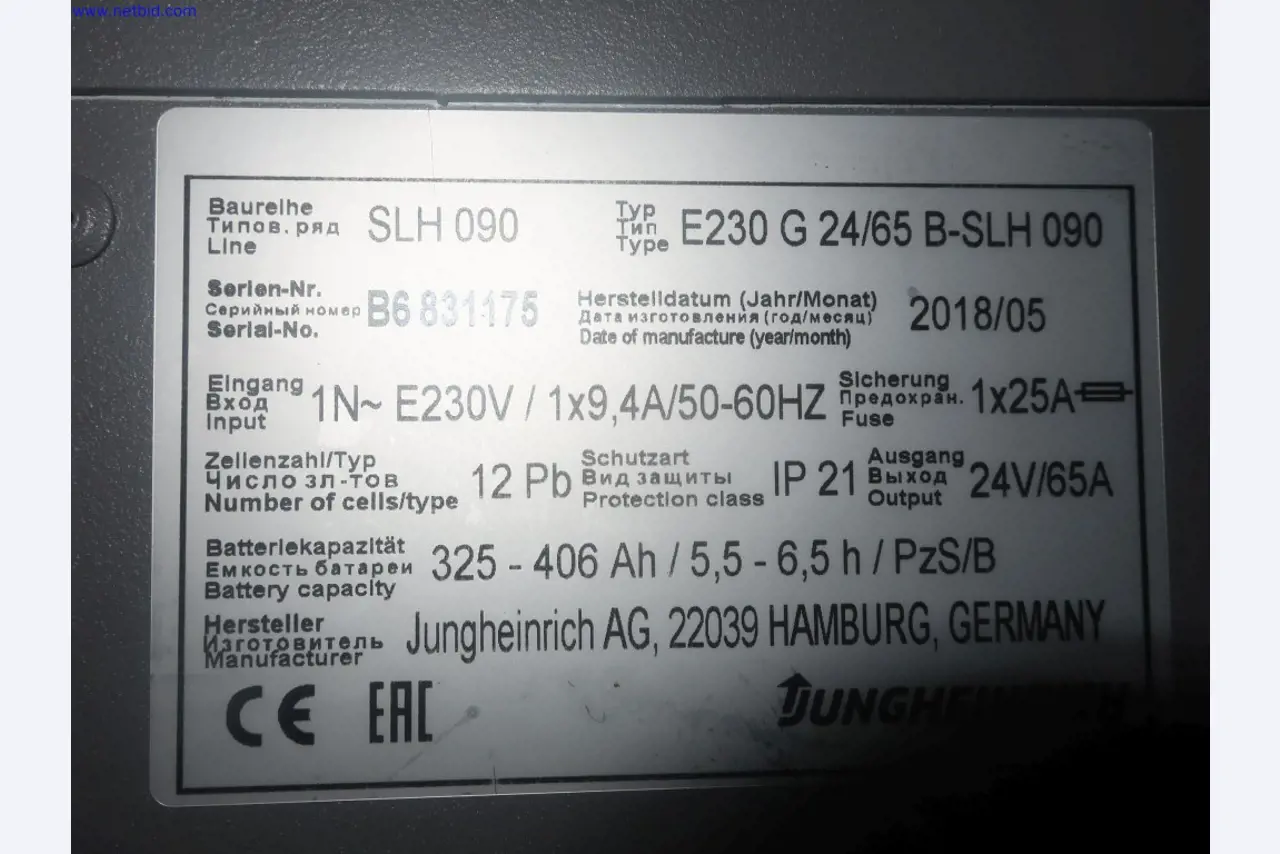 www.netbid.com
Baureihe
Типов. ряд
Line
SLH 090
Typ
Тип
Type
E230 G 24/65 B-SLH 090
Serien-Nr.
Серийный номер
Serial-No.
B6 831175
Herstelldatum (Jahr/Monat)
Дата изготовления (год/месяц)
Date of manufacture (year/month)
2018/05
Eingang
Вход
Input
1N~ E230V / 1x9,4A/50-60HZ
Sicherung
Предохран.
Fuse
1x25A
Zellenzahl/Typ
Число эл-тов
Number of cells/type
12 Pb
Schutzart
Вид защиты
Protection class
IP 21
Ausgang
Выход
Output
24V/65A
Batteriekapazität
Емкость батареи
Battery capacity
325 - 406 Ah / 5,5 - 6,5 h / PzS/B
Hersteller
Изготовитель
Manufacturer
Jungheinrich AG, 22039 HAMBURG, GERMANY
CE EAC
JUNGHEINRICH